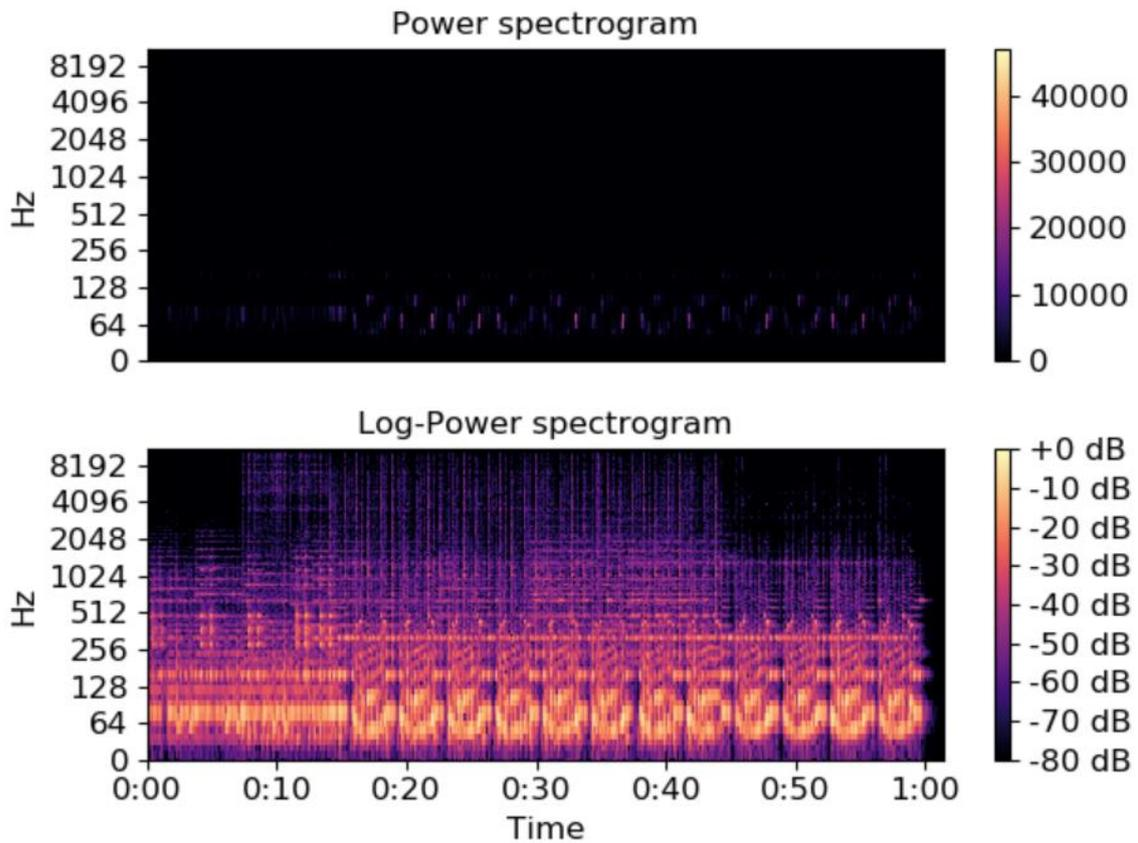 Power spectrogram
8192
4096
2048
1024
512
256
128
64
0
Hz
40000
30000
20000
10000
0
Log-Power spectrogram
8192
4096
2048
1024
512
256
128
64
0
Hz
+0 dB
-10 dB
-20 dB
-30 dB
-40 dB
-50 dB
-60 dB
-70 dB
-80 dB
0:00 0:10 0:20 0:30 0:40 0:50 1:00
Time